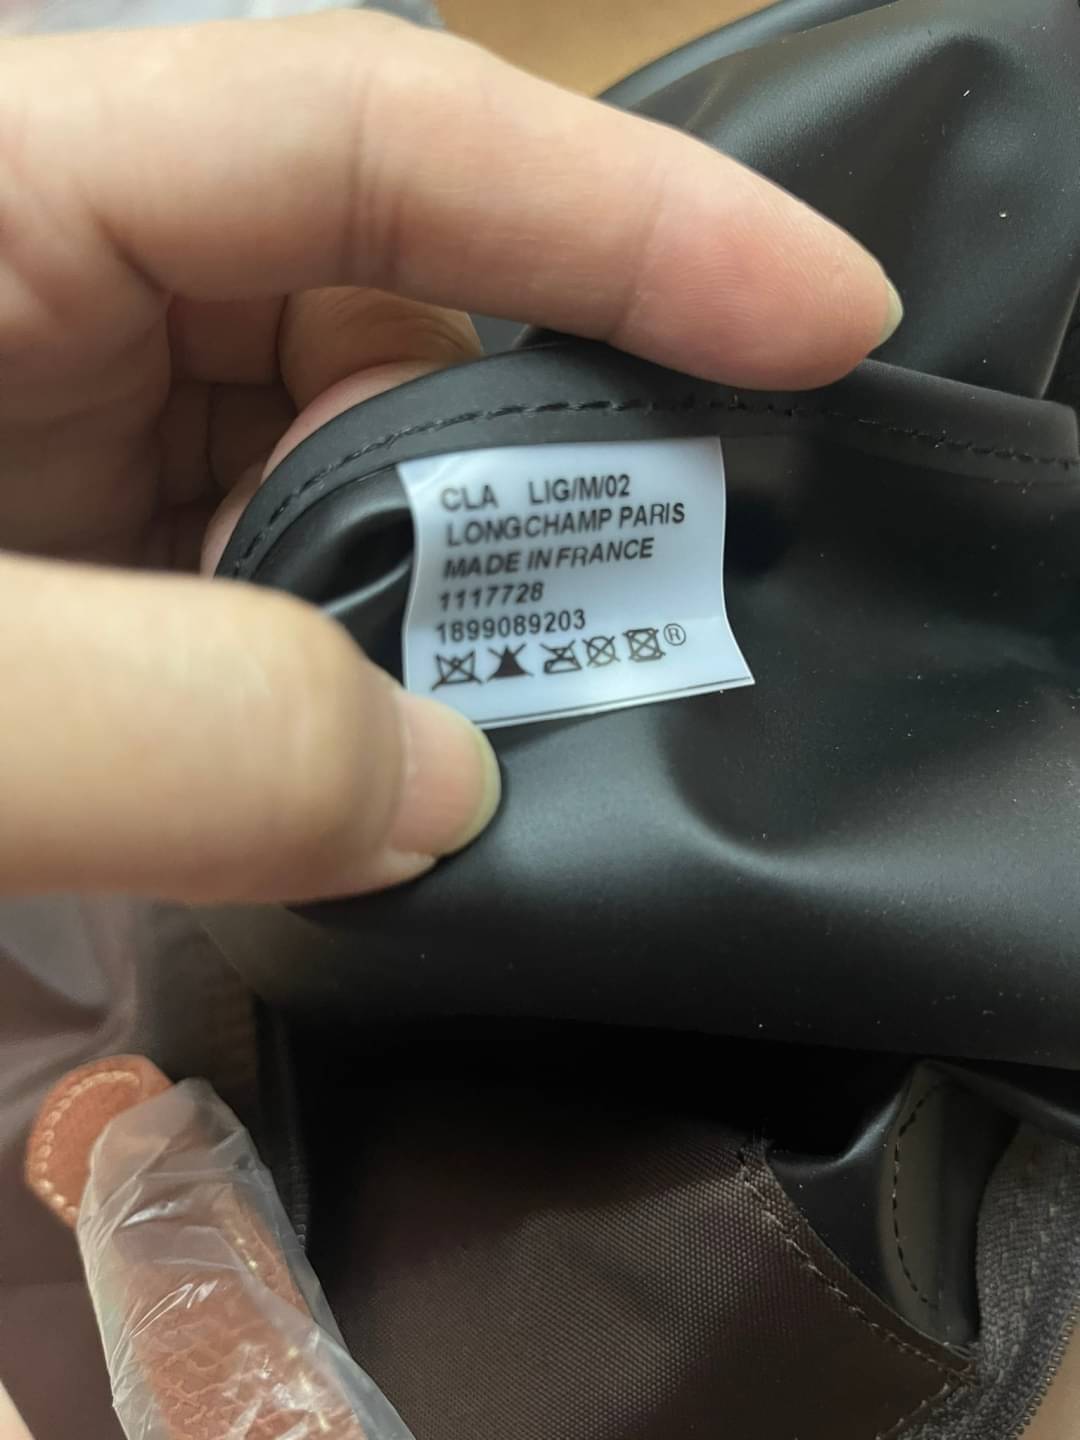 CLA LIG/M/02
LONGCHAMP PARIS
MADE IN FRANCE
1117728
1899089203
®